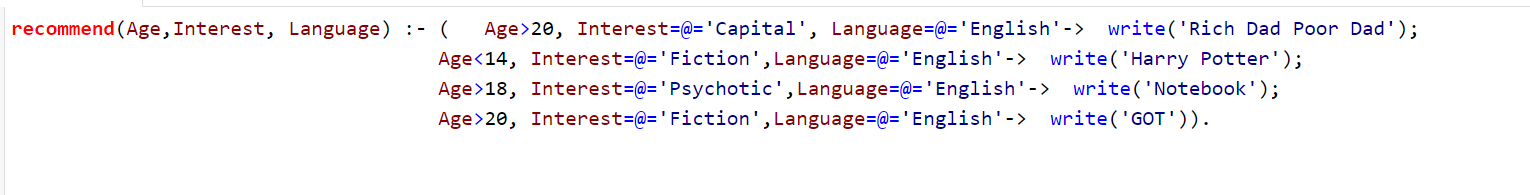 recommend(Age,Interest, Language) :- (   Age>20, Interest=@='Capital', Language=@='English'->  write('Rich Dad Poor Dad');
Age<14, Interest=@='Fiction',Language=@='English'->  write('Harry Potter');
Age>18, Interest=@='Psychotic',Language=@='English'->  write('Notebook');
Age>20, Interest=@='Fiction',Language=@='English'->  write('GOT')).